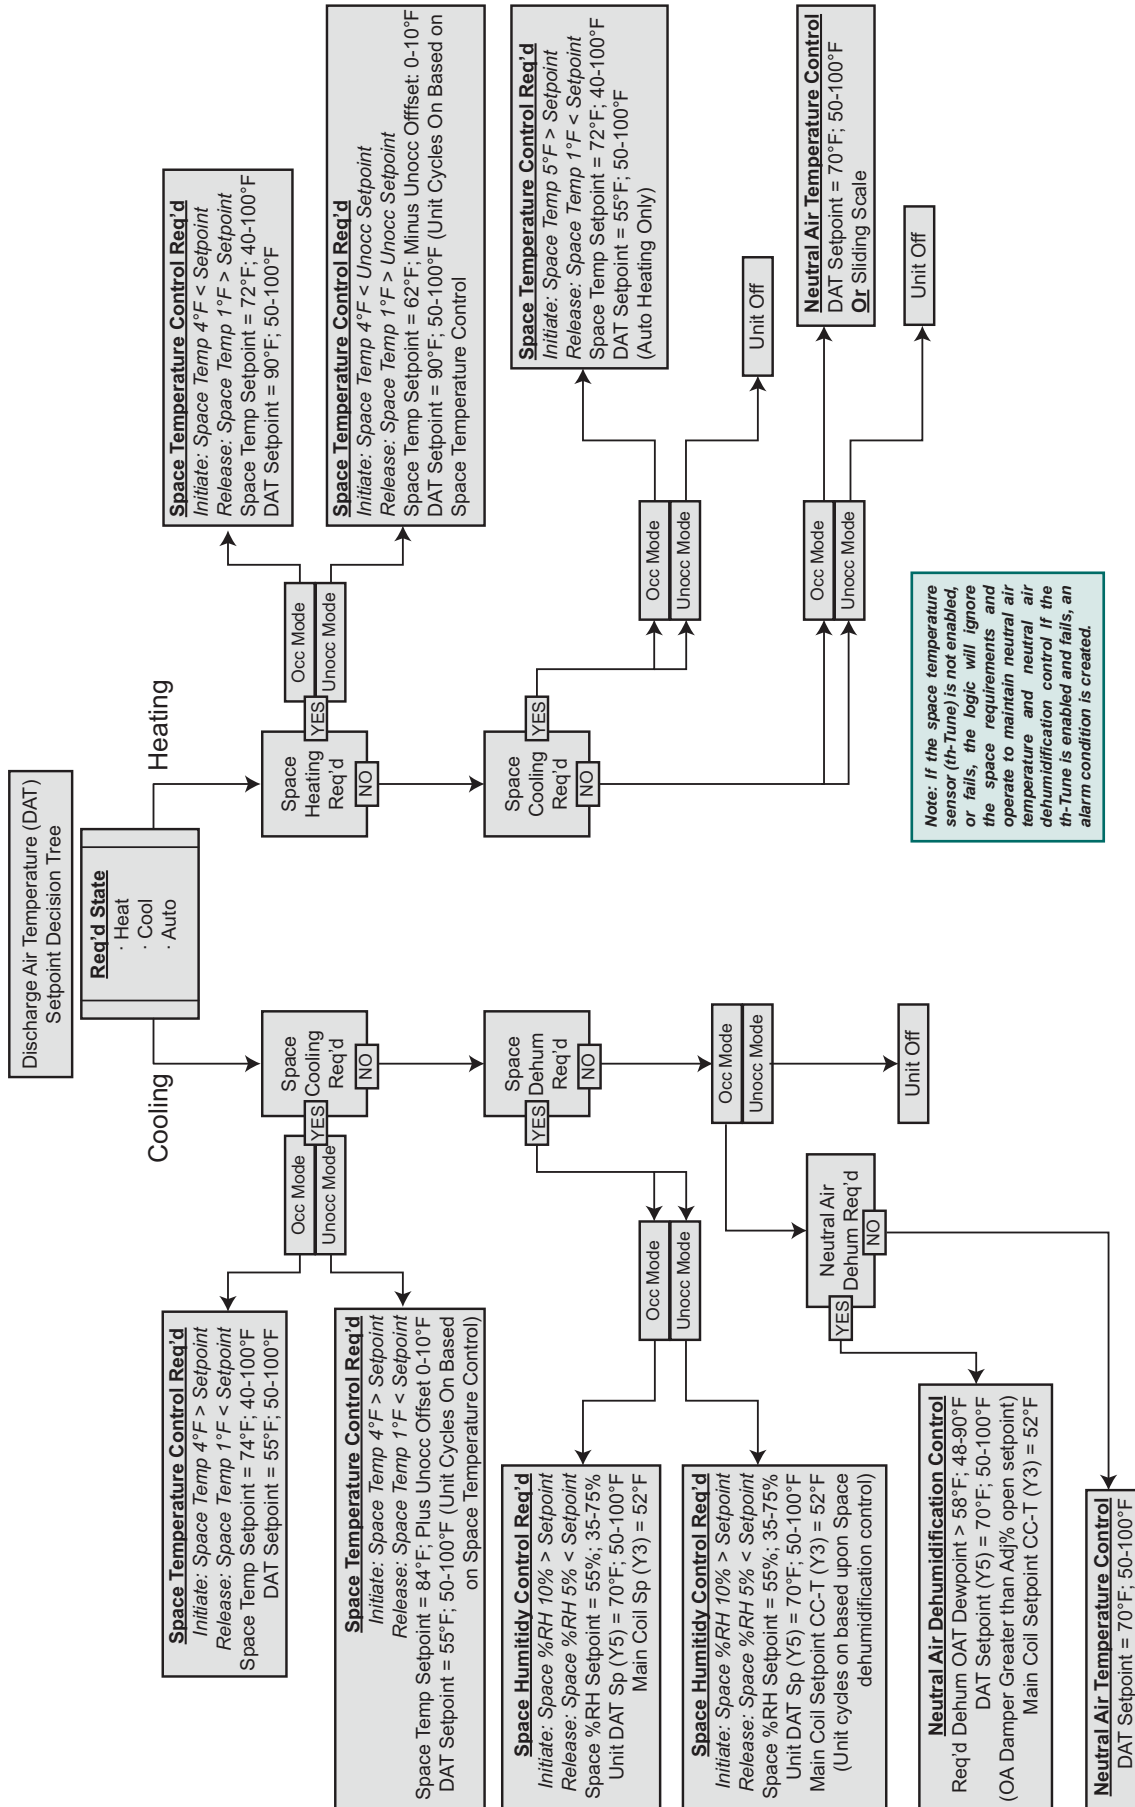 Discharge Air Temperature (DAT)
Setpoint Decision Tree
Req'd State
· Heat
· Cool
· Auto
Cooling
Heating
Space
Cooling
Req'd
YES
NO
Occ Mode
Unocc Mode
Space Temperature Control Req'd
Initiate: Space Temp 4°F > Setpoint
Release: Space Temp 1°F < Setpoint
Space Temp Setpoint = 74°F; 40-100°F
DAT Setpoint = 55°F; 50-100°F
Space Temperature Control Req'd
Initiate: Space Temp 4°F > Setpoint
Release: Space Temp 1°F < Setpoint
Space Temp Setpoint = 84°F; Plus Unocc Offset 0-10°F
DAT Setpoint = 55°F; 50-100°F (Unit Cycles On Based
on Space Temperature Control)
Space
Dehum
Req'd
YES
NO
Occ Mode
Unocc Mode
Space Humitidy Control Req'd
Initiate: Space %RH 10% > Setpoint
Release: Space %RH 5% < Setpoint
Space %RH Setpoint = 55%; 35-75%
Unit DAT Sp (Y5) = 70°F; 50-100°F
Main Coil Sp (Y3) = 52°F
Space Humitidy Control Req'd
Initiate: Space %RH 10% > Setpoint
Release: Space %RH 5% < Setpoint
Space %RH Setpoint = 55%; 35-75%
Unit DAT Sp (Y5) = 70°F; 50-100°F
Main Coil Setpoint CC-T (Y3) = 52°F
(Unit cycles on based upon Space
dehumidification control)
Occ Mode
Unocc Mode
Unit Off
Neutral Air
Dehum Req'd
YES
NO
Neutral Air Dehumidification Control
Req'd Dehum OAT Dewpoint > 58°F; 48-90°F
DAT Setpoint (Y5) = 70°F; 50-100°F
(OA Damper Greater than Adj% open setpoint)
Main Coil Setpoint CC-T (Y3) = 52°F
Neutral Air Temperature Control
DAT Setpoint = 70°F; 50-100°F
Space
Heating
Req'd
YES
NO
Occ Mode
Unocc Mode
Space Temperature Control Req'd
Initiate: Space Temp 4°F < Setpoint
Release: Space Temp 1°F > Setpoint
Space Temp Setpoint = 72°F; 40-100°F
DAT Setpoint = 90°F; 50-100°F
Space Temperature Control Req'd
Initiate: Space Temp 4°F < Unocc Setpoint
Release: Space Temp 1°F > Unocc Setpoint
Space Temp Setpoint = 62°F; Minus Unocc Offfset: 0-10°F
DAT Setpoint = 90°F; 50-100°F (Unit Cycles On Based on
Space Temperature Control
Space
Cooling
Req'd
YES
NO
Occ Mode
Unocc Mode
Space Temperature Control Req'd
Initiate: Space Temp 5°F > Setpoint
Release: Space Temp 1°F < Setpoint
Space Temp Setpoint = 72°F; 40-100°F
DAT Setpoint = 55°F; 50-100°F
(Auto Heating Only)
Unit Off
Occ Mode
Unocc Mode
Neutral Air Temperature Control
DAT Setpoint = 70°F; 50-100°F
Or Sliding Scale
Unit Off
Note: If the space temperature
sensor (th-Tune) is not enabled,
or fails, the logic will ignore
the space requirements and
operate to maintain neutral air
temperature and neutral air
dehumidification control If the
th-Tune is enabled and fails, an
alarm condition is created.